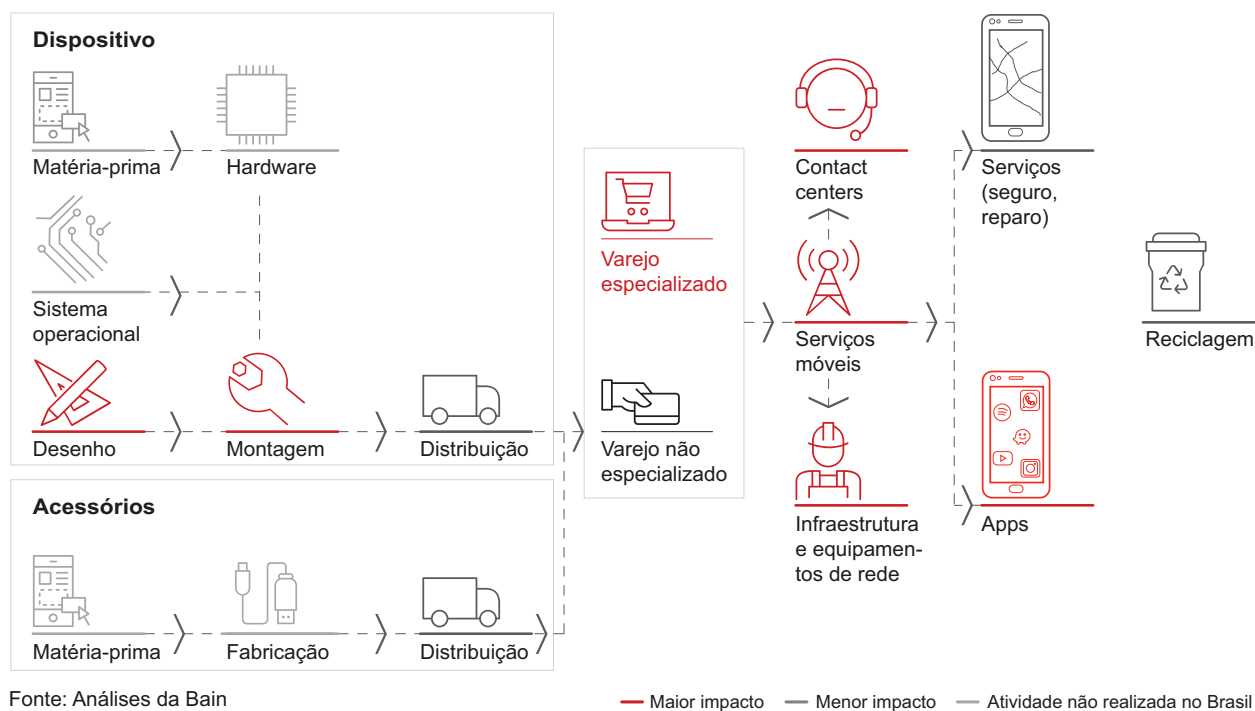 Dispositivo
Matéria-prima
Hardware
Sistema
operacional
Desenho
Montagem
Distribuição
Acessórios
Matéria-prima
Fabricação
Distribuição
Varejo
especializado
Varejo não
especializado
Contact
centers
Serviços
móveis
Infraestrutura
e equipamen-
tos de rede
Serviços
(seguro,
reparo)
Apps
Reciclagem
Fonte: Análises da Bain
Maior impacto
Menor impacto
Atividade não realizada no Brasil